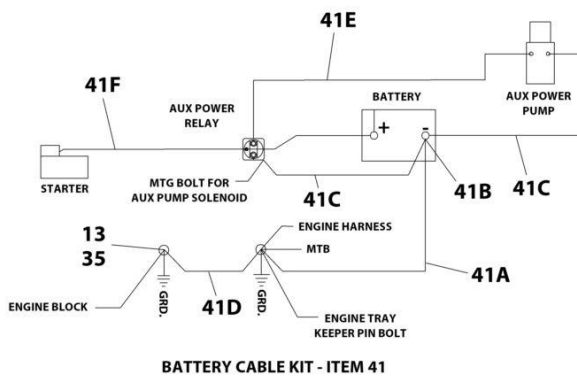 41E
41F
AUX POWER
RELAY
BATTERY
AUX POWER
PUMP
+
-
STARTER
MTG BOLT FOR
AUX PUMP SOLENOID
41C
41B
41C
ENGINE HARNESS
13
35
MTB
41A
ENGINE BLOCK
GRD.
41D
GRD.
ENGINE TRAY
KEEPER PIN BOLT
BATTERY CABLE KIT - ITEM 41